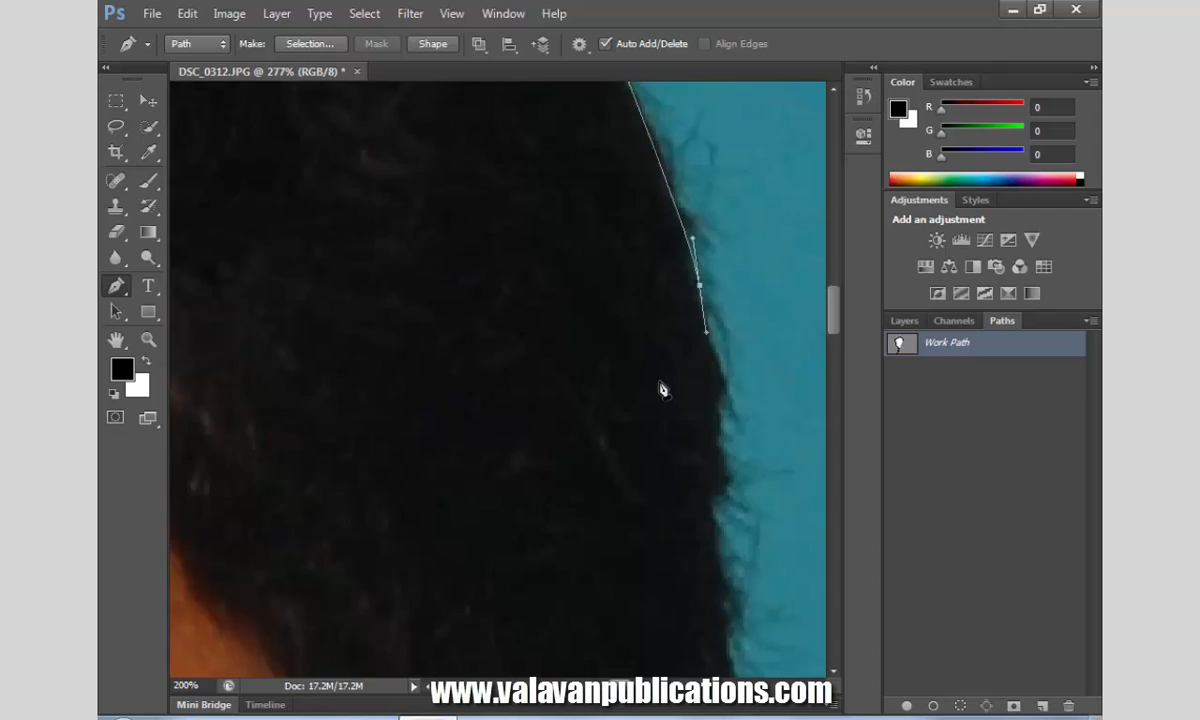 Ps File Edit Image Layer Type Select Filter View Window Help
Path Make: Selection... Mask Shape Auto Add/Delete Align Edges
DSC_0312.JPG @ 277% (RGB/8) * ×
Color Swatches
R 0
G 0
B 0
Adjustments Styles
Add an adjustment
Layers Channels Paths
Work Path
T
200% Doc: 17.2M/17.2M
www.valavanpublications.com
Mini Bridge Timeline